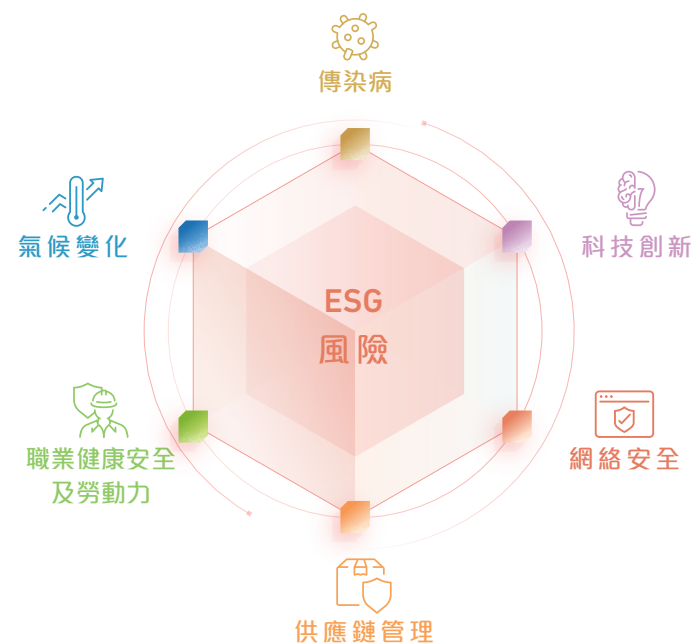 傳染病
氣候變化
科技創新
ESG
風險
職業健康安全
及勞動力
網絡安全
供應鏈管理